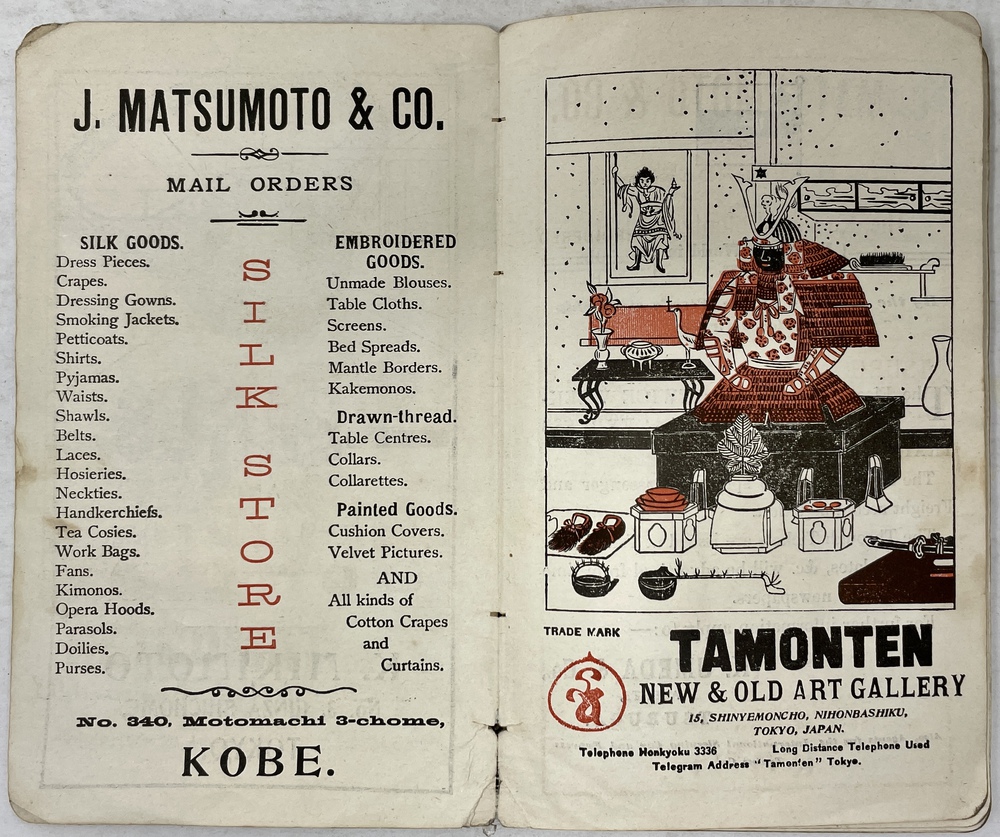 J. MATSUMOTO & CO.
MAIL ORDERS
SILK GOODS.
Dress Pieces.
Crapes.
Dressing Gowns.
Smoking Jackets.
Petticoats.
Shirts.
Pyjamas.
Waists.
Shawls.
Belts.
Laces.
Hosieries.
Neckties.
Handkerchiefs.
Tea Cosies.
Work Bags.
Fans.
Kimonos.
Opera Hoods.
Parasols.
Doilies.
Purses.
SILK STORE
EMBROIDERED
GOODS.
Unmade Blouses.
Table Cloths.
Screens.
Bed Spreads.
Mantle Borders.
Kakemonos.
Drawn-thread.
Table Centres.
Collars.
Collarettes.
Painted Goods.
Cushion Covers.
Velvet Pictures.
AND
All kinds of
Cotton Crapes
and
Curtains.
No. 340, Motomachi 3-chome,
KOBE.
TRADE MARK
TAMONTEN
NEW & OLD ART GALLERY
15, SHINYEMONCHO, NIHONBASHIKU,
TOKYO, JAPAN.
Telephone Honkyoku 3336 Long Distance Telephone Used
Telegram Address "Tamonten" Tokyo.